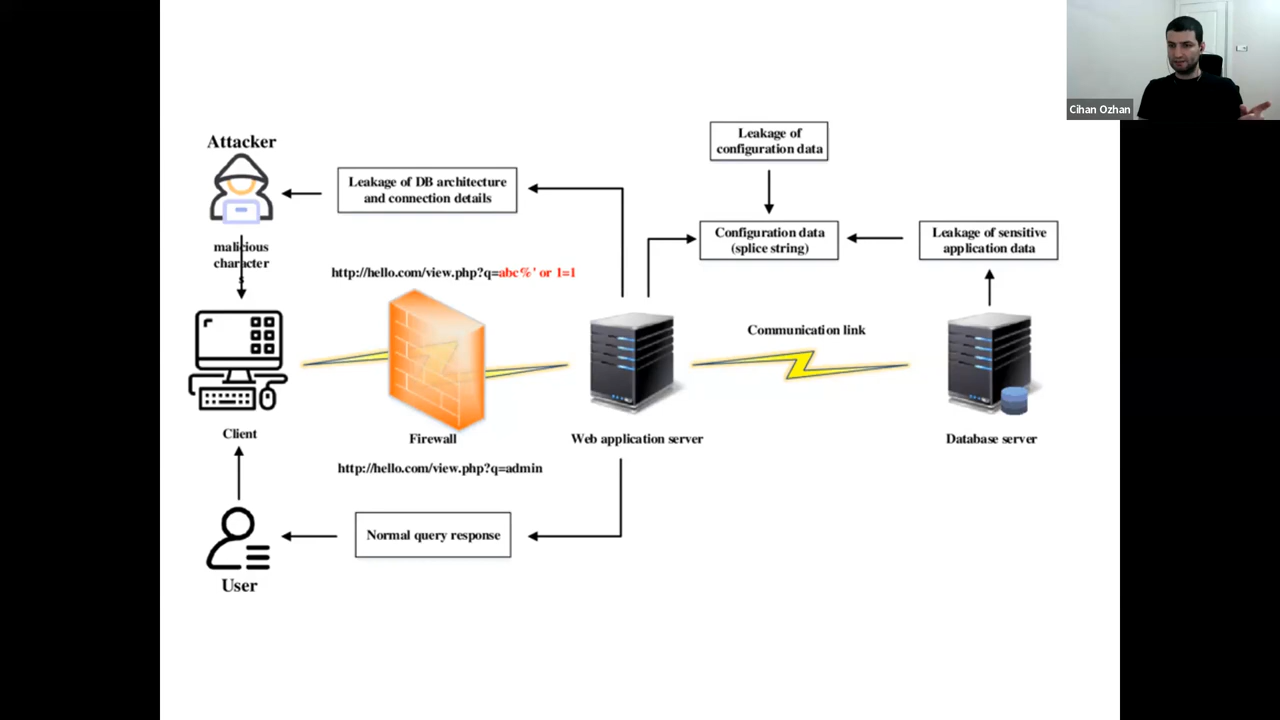 Cihan Ozhan
Attacker
Leakage of DB architecture
and connection details
Leakage of
configuration data
Configuration data
(splice string)
Leakage of sensitive
application data
malicious
character
s
http://hello.com/view.php?q=abc%' or 1=1
Communication link
Client
Firewall
Web application server
Database server
http://hello.com/view.php?q=admin
Normal query response
User